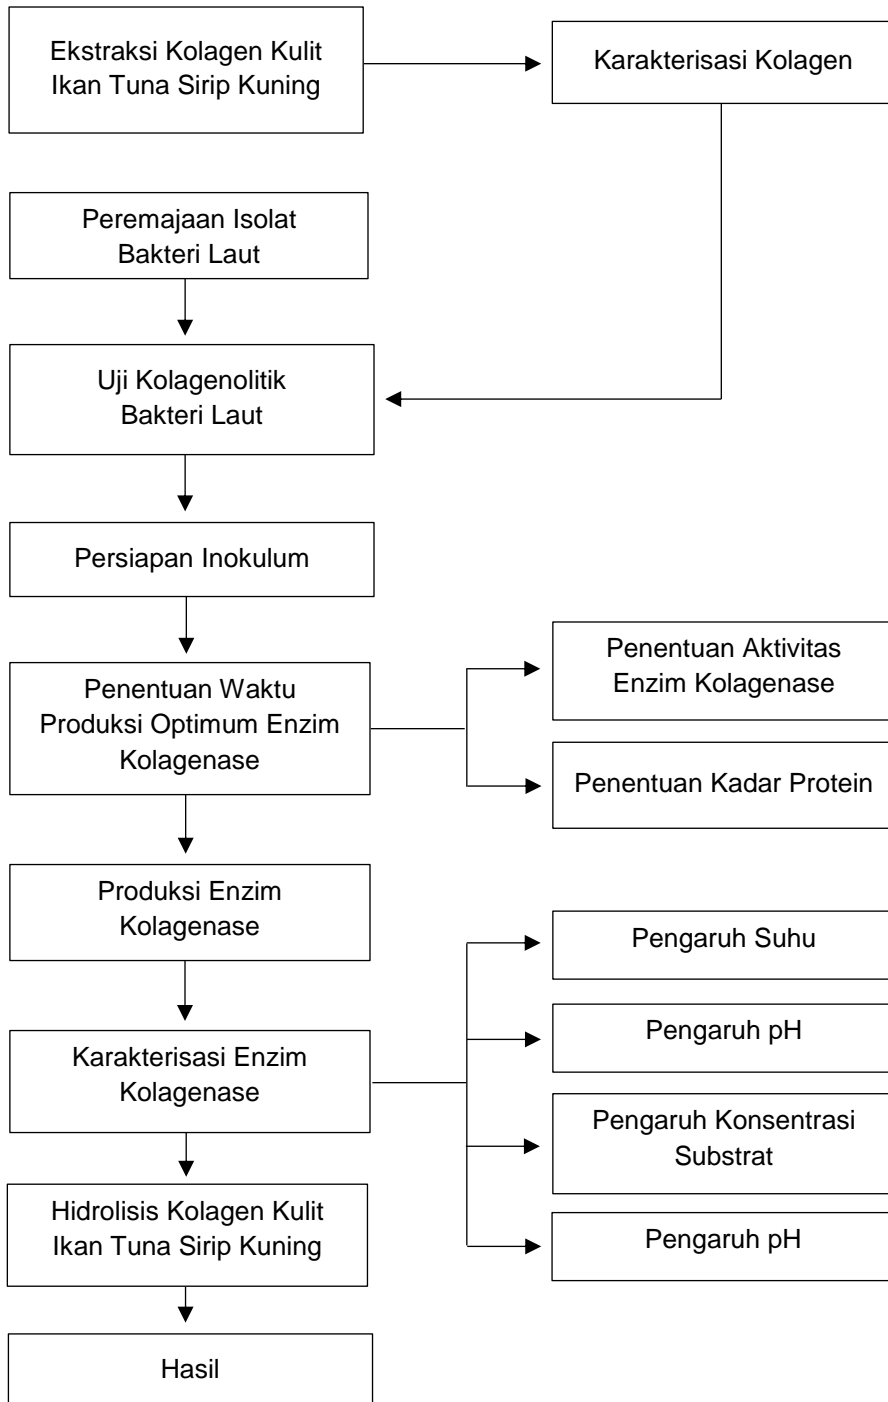 Ekstraksi Kolagen Kulit
Ikan Tuna Sirip Kuning
Karakterisasi Kolagen
Peremajaan Isolat
Bakteri Laut
Uji Kolagenolitik
Bakteri Laut
Persiapan Inokulum
Penentuan Waktu
Produksi Optimum Enzim
Kolagenase
Penentuan Aktivitas
Enzim Kolagenase
Penentuan Kadar Protein
Produksi Enzim
Kolagenase
Karakterisasi Enzim
Kolagenase
Pengaruh Suhu
Pengaruh pH
Pengaruh Konsentrasi
Substrat
Pengaruh pH
Hidrolisis Kolagen Kulit
Ikan Tuna Sirip Kuning
Hasil